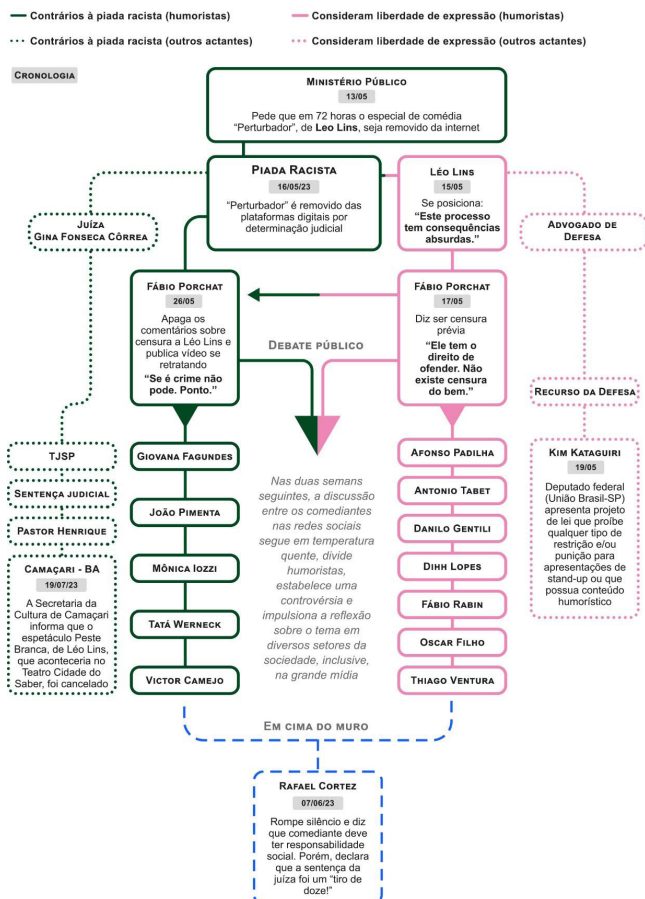 Contrários à piada racista (humoristas)
Consideram liberdade de expressão (humoristas)
Contrários à piada racista (outros actantes)
Consideram liberdade de expressão (outros actantes)
CRONOLOGIA
MINISTÉRIO PÚBLICO
13/05
Pede que em 72 horas o especial de comédia
“Perturbador”, de Leo Lins, seja removido da internet
PIADA RACISTA
16/05/23
“Perturbador” é removido das
plataformas digitais por
determinação judicial
LÉO LINS
15/05
Se posiciona:
“Este processo
tem consequências
absurdas.”
JUÍZA
GINA FONSECA CÔRREA
ADVOGADO DE
DEFESA
FÁBIO PORCHAT
26/05
Apaga os
comentários sobre
censura a Léo Lins e
publica vídeo se
retratando
“Se é crime não
pode. Ponto.”
DEBATE PÚBLICO
FÁBIO PORCHAT
17/05
Diz ser censura
prévia
“Ele tem o
direito de
ofender. Não
existe censura
do bem.”
RECURSO DA DEFESA
TJSP
SENTENÇA JUDICIAL
PASTOR HENRIQUE
CAMAÇARI - BA
19/07/23
A Secretaria da
Cultura de Camaçari
informa que o
espetáculo Peste
Branca, de Léo Lins,
que aconteceria no
Teatro Cidade do
Saber, foi cancelado
GIOVANA FAGUNDES
JOÃO PIMENTA
MÔNICA IOZZI
TATÁ WERNECK
VICTOR CAMEJO
Nas duas semanas
seguintes, a discussão
entre os comediantes
nas redes sociais
segue em temperatura
quente, divide
humoristas,
estabelece uma
controvérsia e
impulsiona a reflexão
sobre o tema em
diversos setores da
sociedade, inclusive,
na grande mídia
AFONSO PADILHA
ANTONIO TABET
DANILO GENTILI
DIHH LOPES
FÁBIO RABIN
OSCAR FILHO
THIAGO VENTURA
KIM KATAGUIRI
19/05
Deputado federal
(União Brasil-SP)
apresenta projeto
de lei que proíbe
qualquer tipo de
restrição e/ou
punição para
apresentações de
stand-up ou que
possua conteúdo
humorístico
EM CIMA DO MURO
RAFAEL CORTEZ
07/06/23
Rompe silêncio e diz
que comediante deve
ter responsabilidade
social. Porém, declara
que a sentença da
juíza foi um “tiro de
doze!”